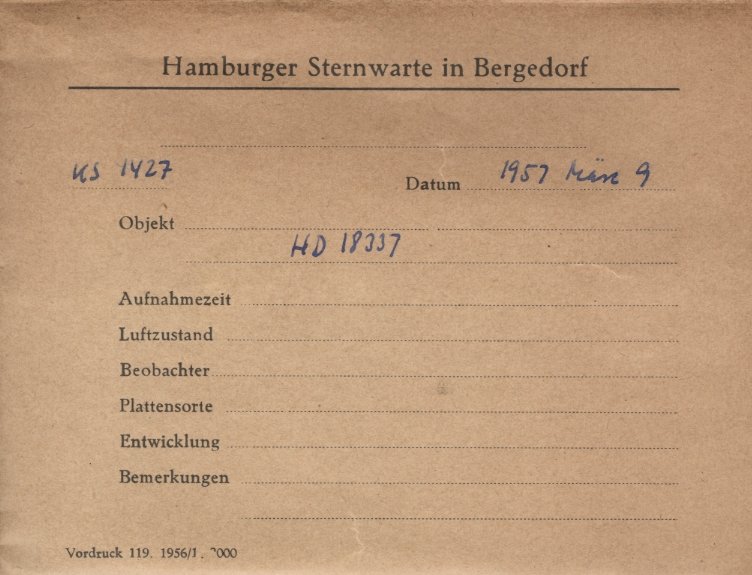 Hamburger Sternwarte in Bergedorf
KS 1427
Datum 1957 März 9
Objekt
HD 18337
Aufnahmezeit
Luftzustand
Beobachter
Plattensorte
Entwicklung
Bemerkungen
Vordruck 119. 1956/1. 000